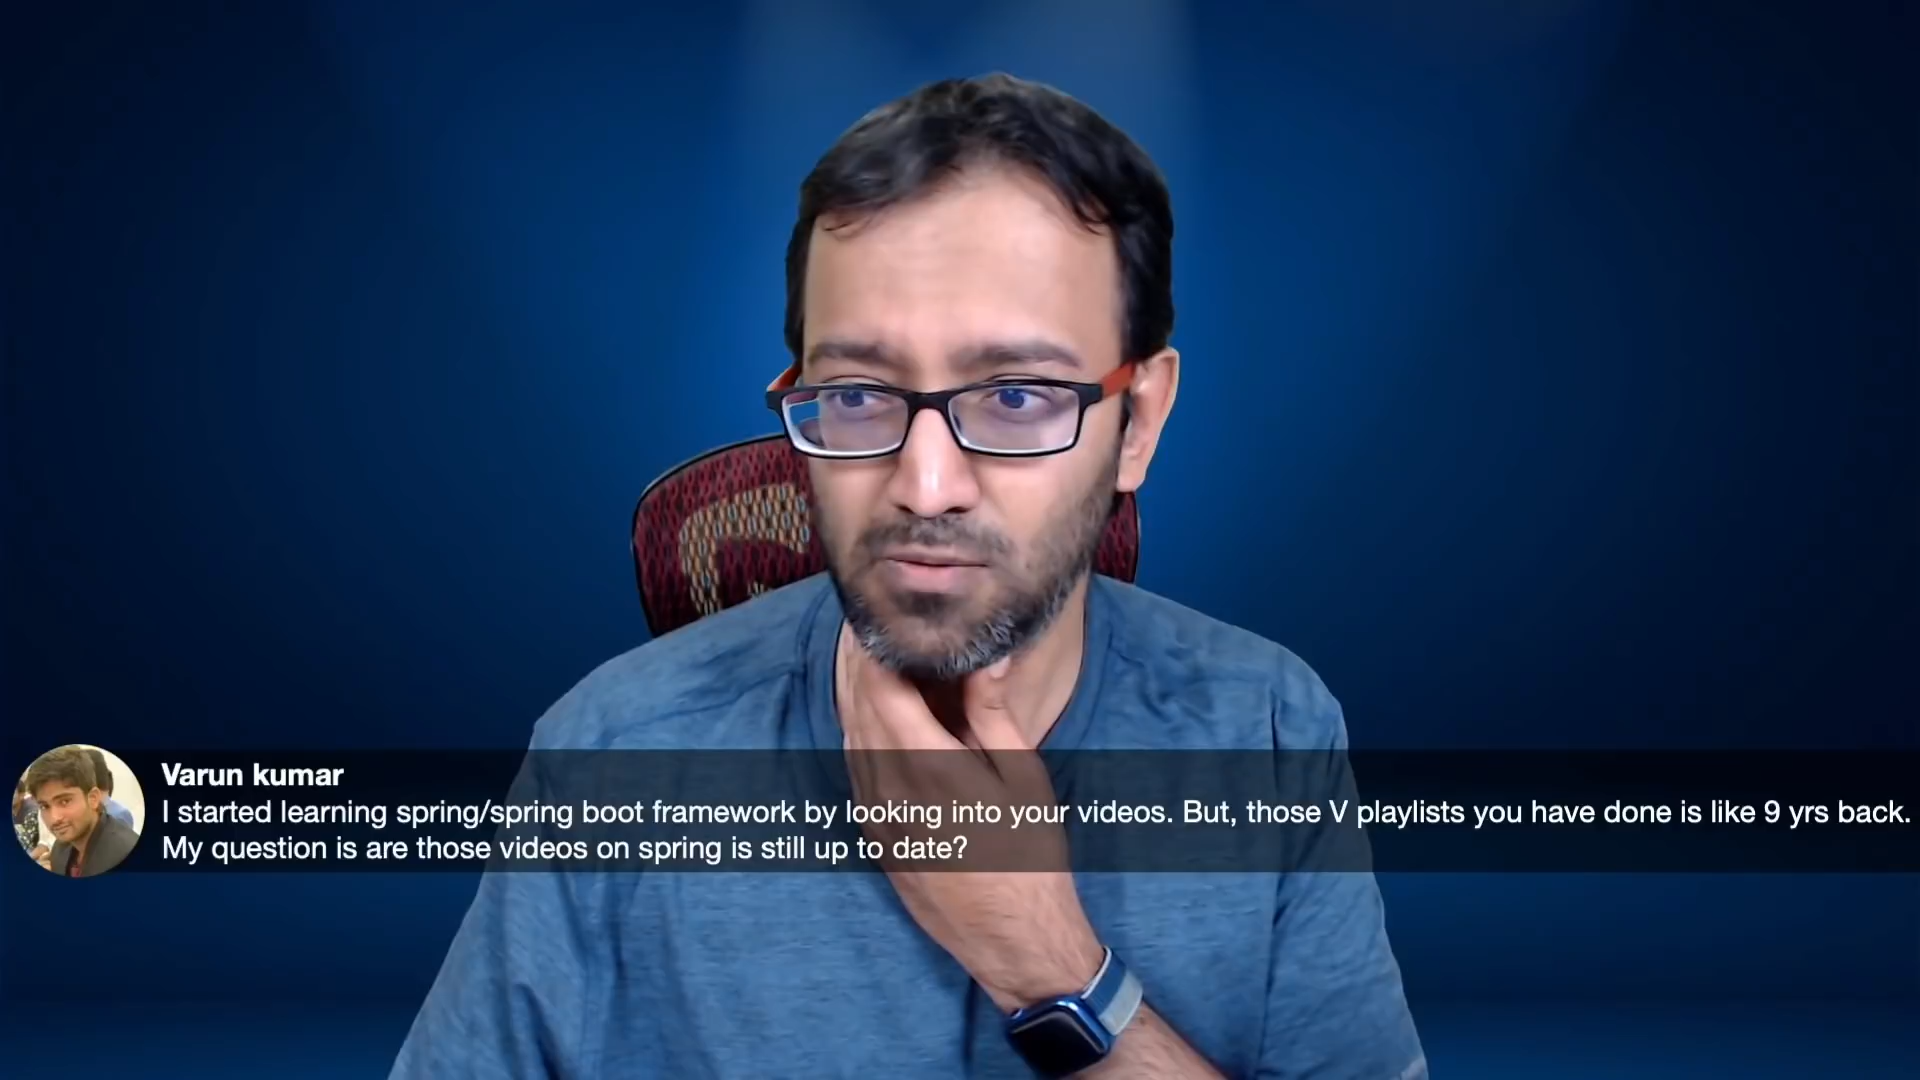 Varun kumar
I started learning spring/spring boot framework by looking into your videos. But, those V playlists you have done is like 9 yrs back.
My question is are those videos on spring is still up to date?